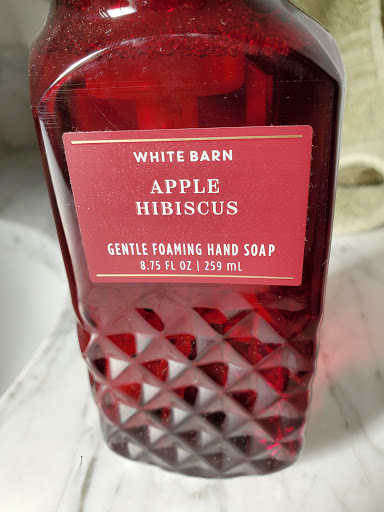 WHITE BARN
APPLE
HIBISCUS
GENTLE FOAMING HAND SOAP
8.75 FL OZ | 259 mL